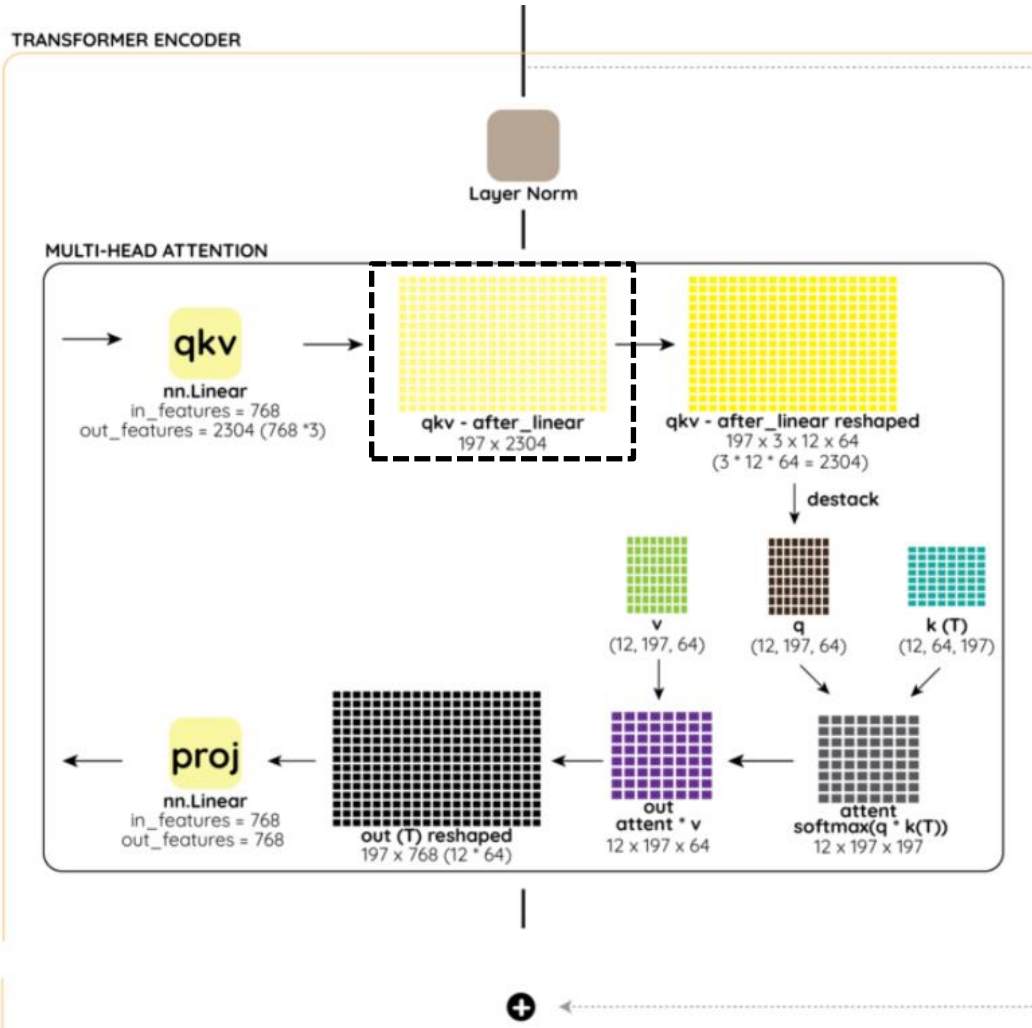 TRANSFORMER ENCODER
Layer Norm
MULTI-HEAD ATTENTION
qkv
nn.Linear
in_features = 768
out_features = 2304 (768 *3)
qkv - after_linear
197 x 2304
qkv - after_linear reshaped
197 x 3 x 12 x 64
(3 * 12 * 64 = 2304)
destack
v
(12, 197, 64)
q
(12, 197, 64)
k (T)
(12, 64, 197)
proj
nn.Linear
in_features = 768
out_features = 768
out (T) reshaped
197 x 768 (12 * 64)
out
attent * v
12 x 197 x 64
attent
softmax(q * k(T))
12 x 197 x 197